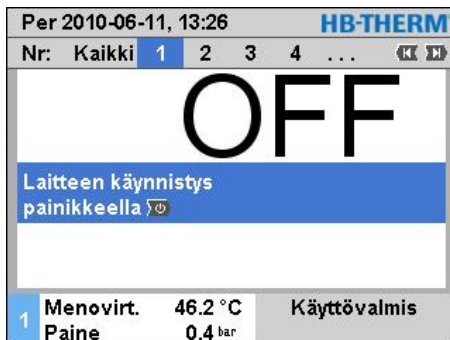 Per 2010-06-11, 13:26 HB-THERM
Nr: Kaikki 1 2 3 4 ...
OFF
Laitteen käynnistys
painikkeella
1 Menovirt. 46.2 °C Käyttövalmis
Paine 0.4 bar